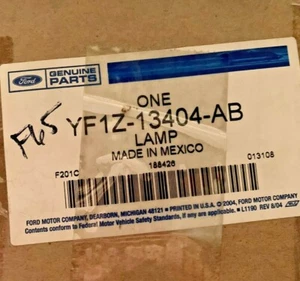 Ford GENUINE PARTS
ONE
F65 YF1Z-13404-AB
LAMP
MADE IN MEXICO
188426
F201C 013108
FORD MOTOR COMPANY, DEARBORN, MICHIGAN 48121 • PRINTED IN U.S.A. © 2004, FORD MOTOR COMPANY
Contents conform to Federal Motor Vehicle Safety Standards, if any are applicable. • L1190 REV 8/04